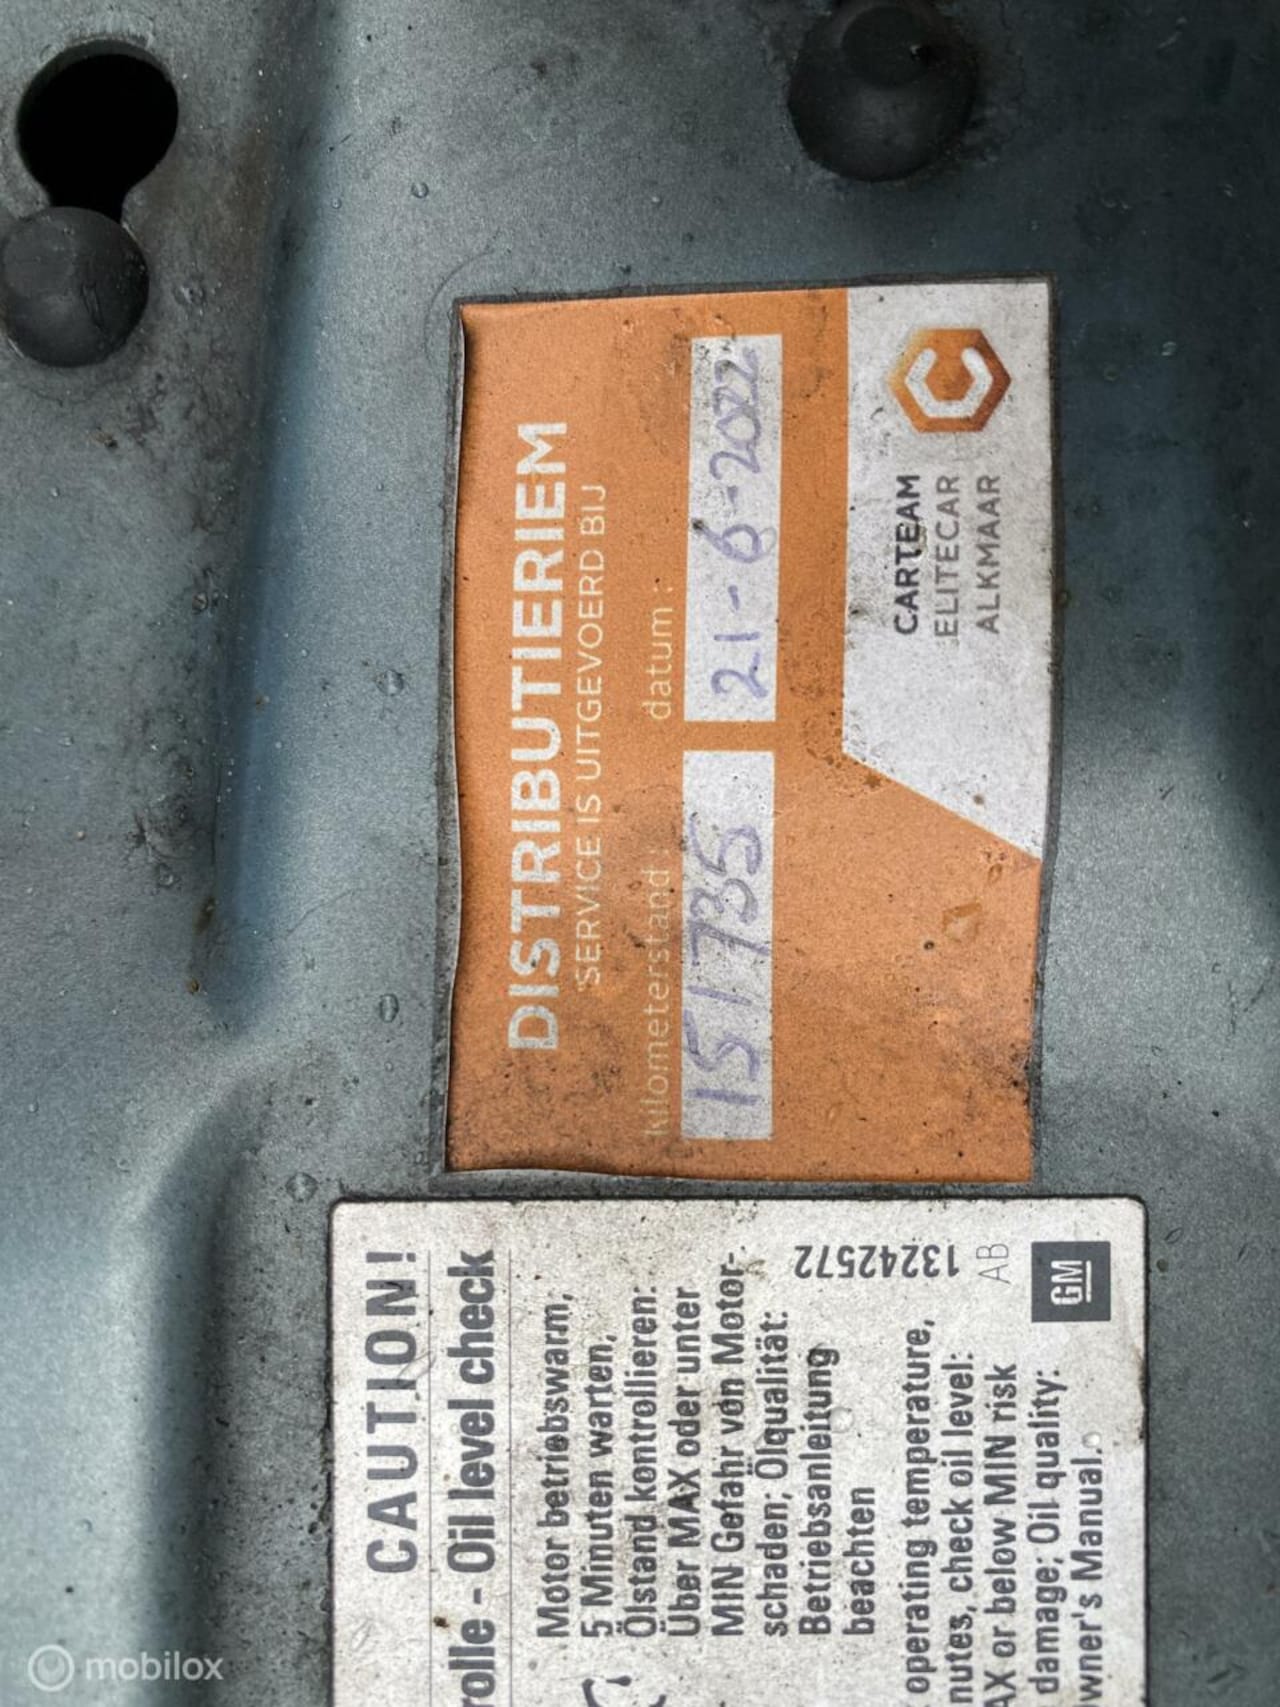 DISTRIBUTIERIEM
SERVICE IS UITGEVOERD BIJ
kilometerstand: datum:
151735 21-6-2022
CARTEAM
ELITECAR
ALKMAAR
CAUTION!
rolle - Oil level check
Motor betriebswarm,
5 Minuten warten,
Ölstand kontrollieren:
Über MAX oder unter
MIN Gefahr von Motor-
schaden; Ölqualität:
Betriebsanleitung
beachten
operating temperature,
nutes, check oil level:
AX or below MIN risk
damage; Oil quality:
wner's Manual.
13242572
AB
GM
mobilox